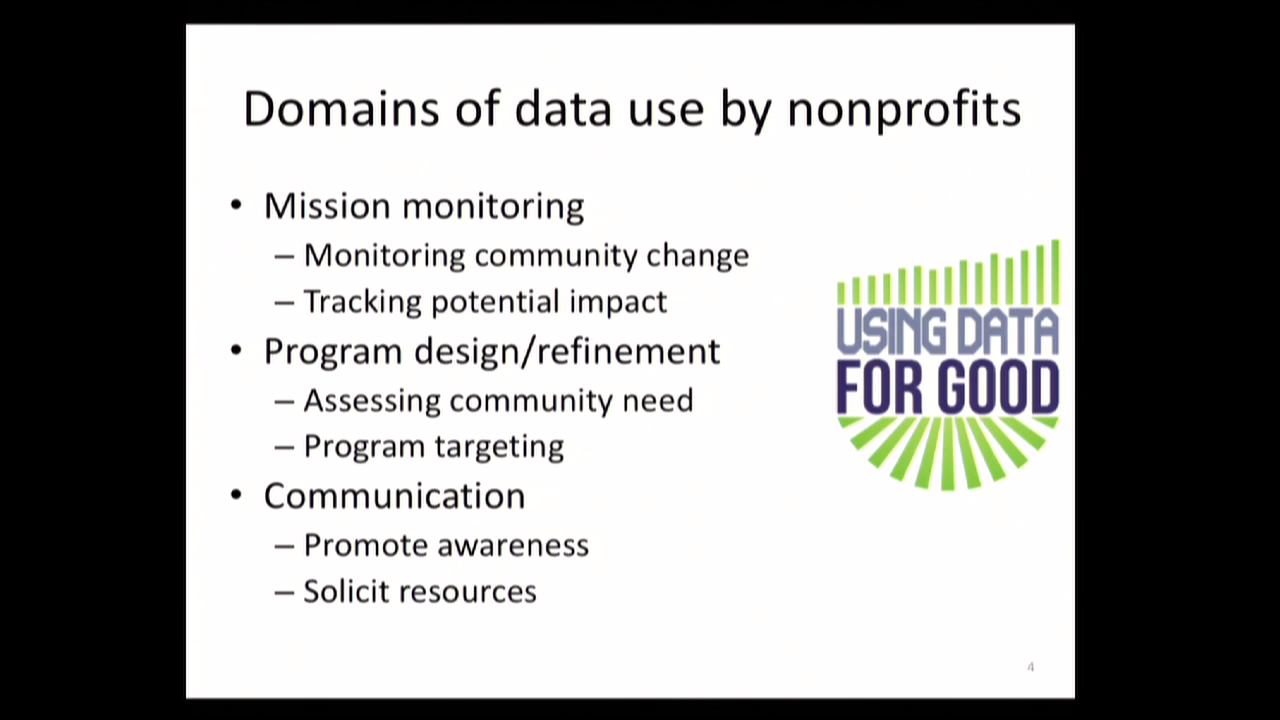 Domains of data use by nonprofits
• Mission monitoring
– Monitoring community change
– Tracking potential impact
• Program design/refinement
– Assessing community need
– Program targeting
• Communication
– Promote awareness
– Solicit resources
USING DATA
FOR GOOD
4